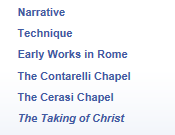 Narrative
Technique
Early Works in Rome
The Contarelli Chapel
The Cerasi Chapel
The Taking of Christ